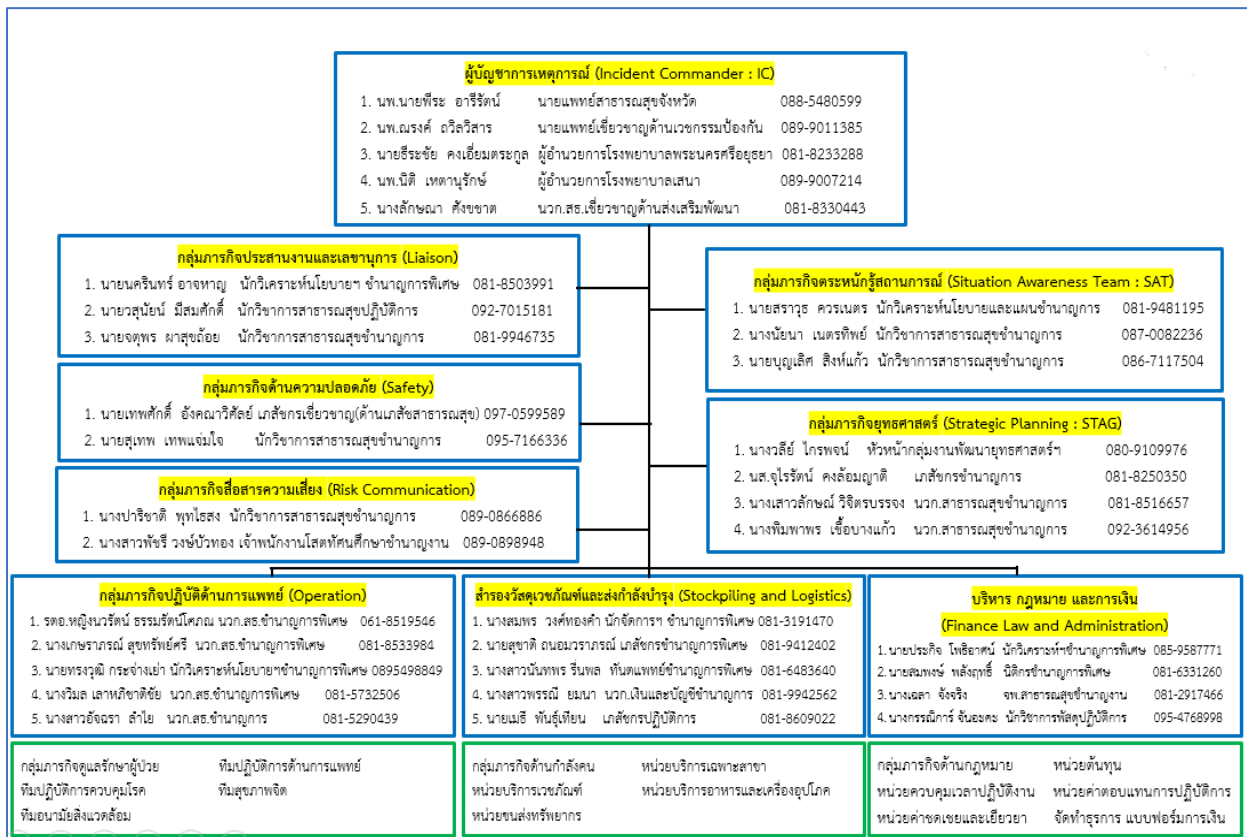 ผู้บัญชาการเหตุการณ์ (Incident Commander : IC)
1. นพ.นายพีระ อารีรัตน์ นายแพทย์สาธารณสุขจังหวัด 088-5480599
2. นพ.ณรงค์ ถวิลวิสาร นายแพทย์เชี่ยวชาญด้านเวชกรรมป้องกัน 089-9011385
3. นายธีระชัย คงเอี่ยมตระกูล ผู้อำนวยการโรงพยาบาลพระนครศรีอยุธยา 081-8233288
4. นพ.นิติ เหตานุรักษ์ ผู้อำนวยการโรงพยาบาลเสนา 089-9007214
5. นางลักษณา ศังขชาต นวก.สธ.เชี่ยวชาญด้านส่งเสริมพัฒนา 081-8330443
กลุ่มภารกิจประสานงานและเลขานุการ (Liaison)
1. นายนครินทร์ อาจหาญ นักวิเคราะห์นโยบายฯ ชำนาญการพิเศษ 081-8503991
2. นายวสุนัยน์ มีสมศักดิ์ นักวิชาการสาธารณสุขปฏิบัติการ 092-7015181
3. นายจตุพร ผาสุขถ้อย นักวิชาการสาธารณสุขชำนาญการ 081-9946735
กลุ่มภารกิจตระหนักรู้สถานการณ์ (Situation Awareness Team : SAT)
1. นายสราวุธ ควรเนตร นักวิเคราะห์นโยบายและแผนชำนาญการ 081-9481195
2. นางนัยนา เนตรทิพย์ นักวิชาการสาธารณสุขชำนาญการ 087-0082236
3. นายบุญเลิศ สิงห์แก้ว นักวิชาการสาธารณสุขชำนาญการ 086-7117504
กลุ่มภารกิจด้านความปลอดภัย (Safety)
1. นายเทพศักดิ์ อังคณาวิศัลย์ เภสัชกรเชี่ยวชาญ(ด้านเภสัชสาธารณสุข) 097-0599589
2. นายสุเทพ เทพแจ่มใจ นักวิชาการสาธารณสุขชำนาญการ 095-7166336
กลุ่มภารกิจยุทธศาสตร์ (Strategic Planning : STAG)
1. นางวลีย์ ไกรพจน์ หัวหน้ากลุ่มงานพัฒนายุทธศาสตร์ฯ 080-9109976
2. นส.จุไรรัตน์ คงล้อมญาติ เภสัชกรชำนาญการ 081-8250350
3. นางเสาวลักษณ์ วิจิตรบรรจง นวก.สาธารณสุขชำนาญการ 081-8516657
4. นางพิมพาพร เชื้อบางแก้ว นวก.สาธารณสุขชำนาญการ 092-3614956
กลุ่มภารกิจสื่อสารความเสี่ยง (Risk Communication)
1. นางปาริชาติ พุทไธสง นักวิชาการสาธารณสุขชำนาญการ 089-0866886
2. นางสาวพัชรี วงษ์บัวทอง เจ้าพนักงานโสตทัศนศึกษาชำนาญงาน 089-0898948
กลุ่มภารกิจปฏิบัติด้านการแพทย์ (Operation)
1. รตอ.หญิงนวรัตน์ ธรรมรัตน์โศภณ นวก.สธ.ชำนาญการพิเศษ 061-8519546
2. นางเกษราภรณ์ สุขทรัพย์ศรี นวก.สธ.ชำนาญการพิเศษ 081-8533984
3. นายทรงวุฒิ กระจ่างเย่า นักวิเคราะห์นโยบายฯชำนาญการพิเศษ 0895498849
4. นางวิมล เลาหภิชาติชัย นวก.สธ.ชำนาญการพิเศษ 081-5732506
5. นางสาวอัจฉรา ลำไย นวก.สธ.ชำนาญการ 081-5290439
สำรองวัสดุเวชภัณฑ์และส่งกำลังบำรุง (Stockpiling and Logistics)
1. นางสมพร วงศ์ทองคำ นักจัดการฯ ชำนาญการพิเศษ 081-3191470
2. นายสุชาติ ถนอมวราภรณ์ เภสัชกรชำนาญการพิเศษ 081-9412402
3. นางสาวนันทพร รื่นพล ทันตแพทย์ชำนาญการพิเศษ 081-6483640
4. นางสาวพรรณี ยมนา นวก.เงินและบัญชีชำนาญการ 081-9942562
5. นายเมธี พันธุ์เทียน เภสัชกรปฏิบัติการ 081-8609022
บริหาร กฎหมาย และการเงิน
(Finance Law and Administration)
1.นายประกิจ โพธิอาศน์ นักวิเคราะห์ฯชำนาญการพิเศษ 085-9587771
2.นายสมพงษ์ พลังฤทธิ์ นิติกรชำนาญการพิเศษ 081-6331260
3.นางเฉลา จังจริง จพ.สาธารณสุขชำนาญงาน 081-2917466
4.นางกรรณิการ์ จันอะคะ นักวิชาการพัสดุปฏิบัติการ 095-4768998
กลุ่มภารกิจดูแลรักษาผู้ป่วย ทีมปฏิบัติการด้านการแพทย์
ทีมปฏิบัติการควบคุมโรค ทีมสุขภาพจิต
ทีมอนามัยสิ่งแวดล้อม
กลุ่มภารกิจด้านกำลังคน หน่วยบริการเฉพาะสาขา
หน่วยบริการเวชภัณฑ์ หน่วยบริการอาหารและเครื่องอุปโภค
หน่วยขนส่งทรัพยากร
กลุ่มภารกิจด้านกฎหมาย หน่วยต้นทุน
หน่วยควบคุมเวลาปฏิบัติงาน หน่วยค่าตอบแทนการปฏิบัติการ
หน่วยค่าชดเชยและเยียวยา จัดทำธุรการ แบบฟอร์มการเงิน